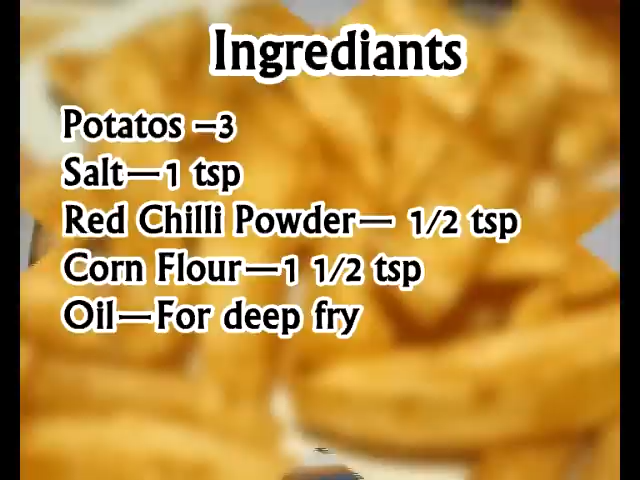 Ingrediants
Potatos –3
Salt—1 tsp
Red Chilli Powder— 1/2 tsp
Corn Flour—1 1/2 tsp
Oil—For deep fry